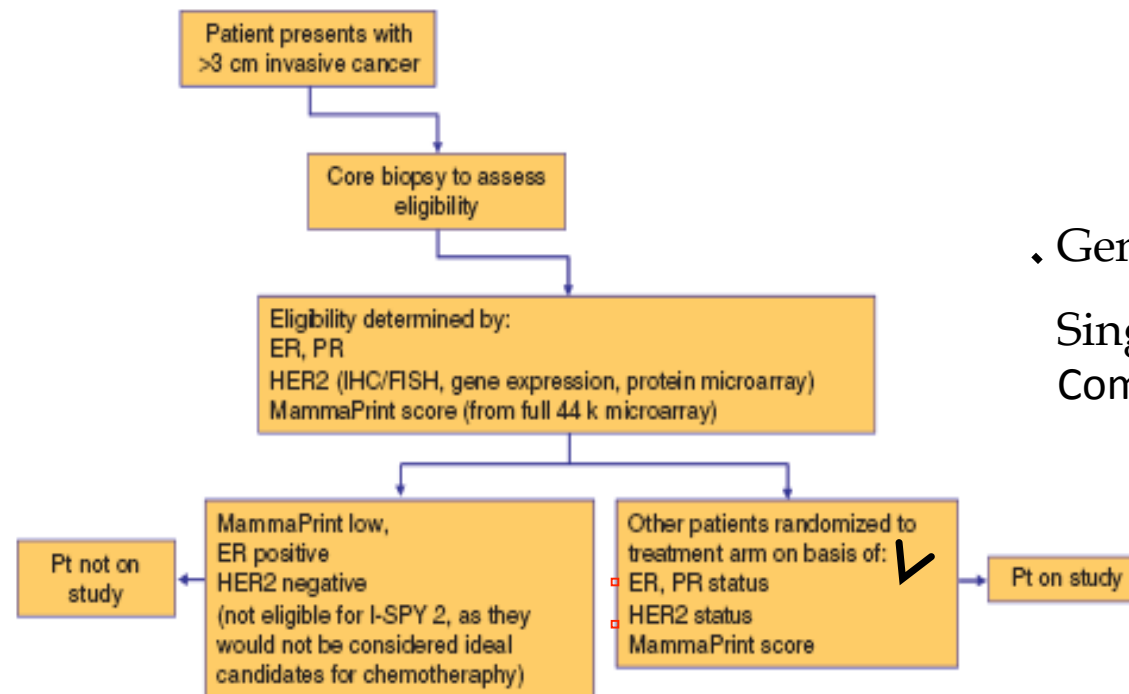 Patient presents with
>3 cm invasive cancer
Core biopsy to assess
eligibility
Eligibility determined by:
ER, PR
HER2 (IHC/FISH, gene expression, protein microarray)
MammaPrint score (from full 44 k microarray)
MammaPrint low,
ER positive
HER2 negative
(not eligible for I-SPY 2, as they
would not be considered ideal
candidates for chemotheraphy)
Pt not on
study
Other patients randomized to
treatment arm on basis of:
ER, PR status
HER2 status
MammaPrint score
Pt on study